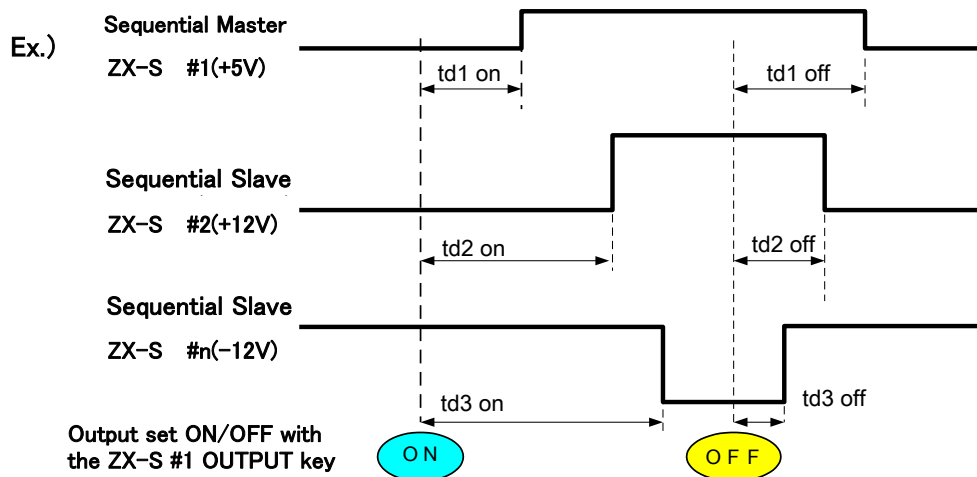 Ex.)
Sequential Master
ZX-S #1(+5V)
td1 on
td1 off
Sequential Slave
ZX-S #2(+12V)
td2 on
td2 off
Sequential Slave
ZX-S #n(-12V)
td3 on
td3 off
Output set ON/OFF with
the ZX-S #1 OUTPUT key
ON
OFF